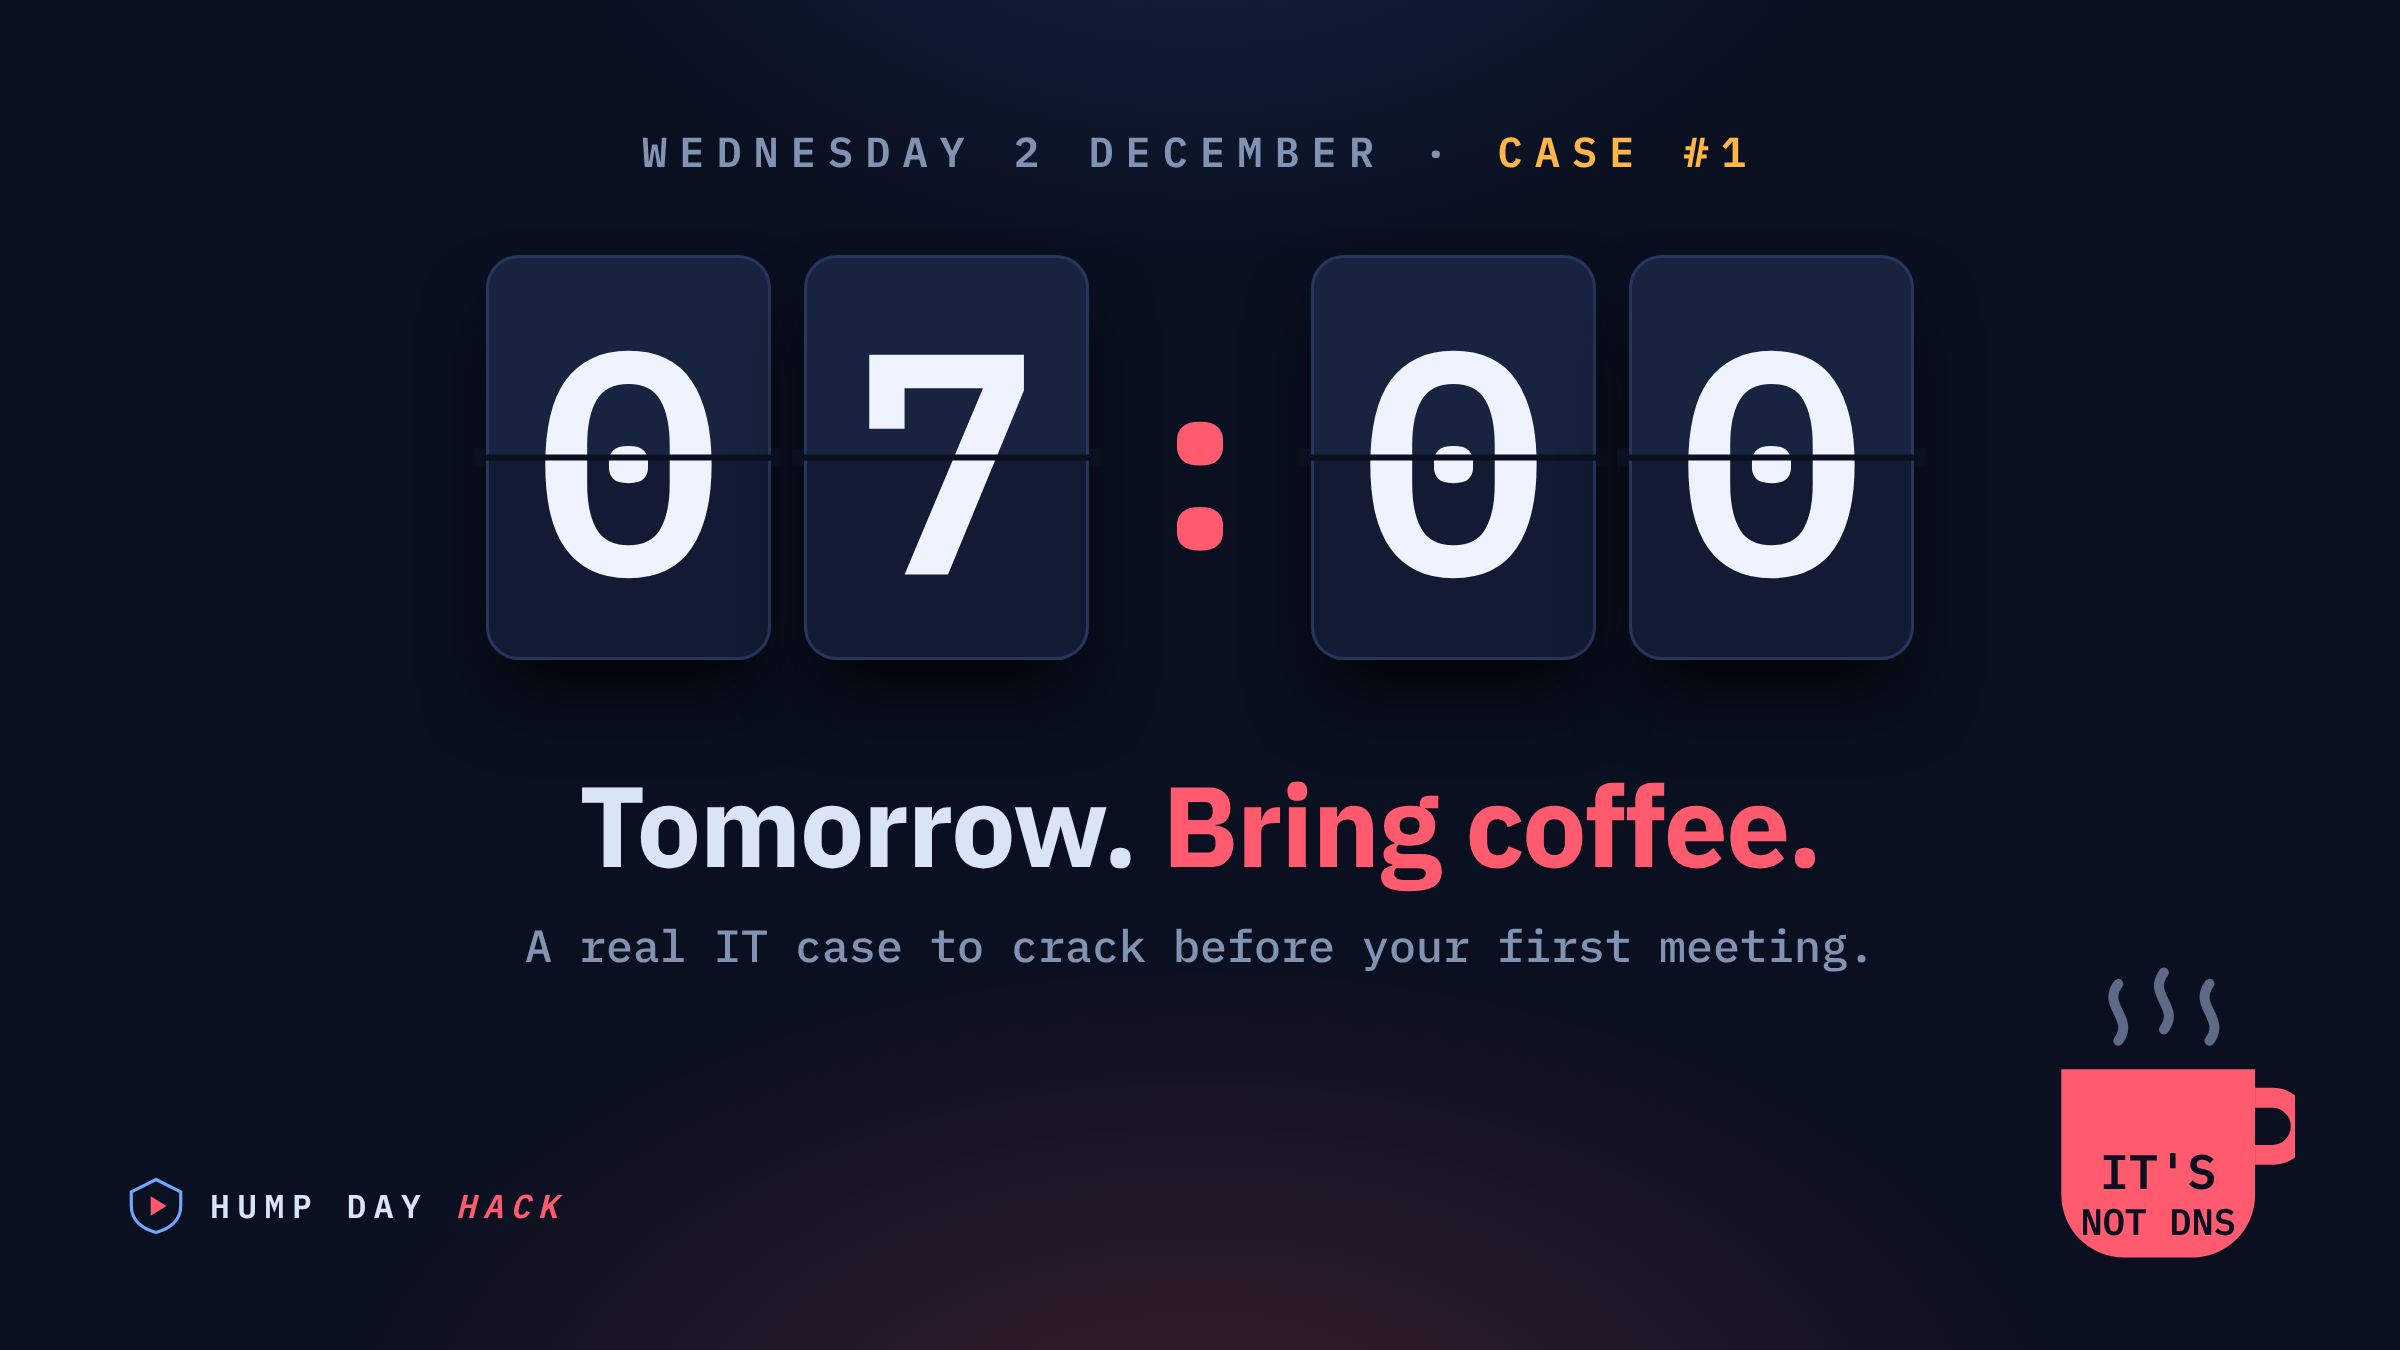 WEDNESDAY 2 DECEMBER · CASE #1
07:00
Tomorrow. Bring coffee.
A real IT case to crack before your first meeting.
IT'S
NOT DNS
HUMP DAY HACK